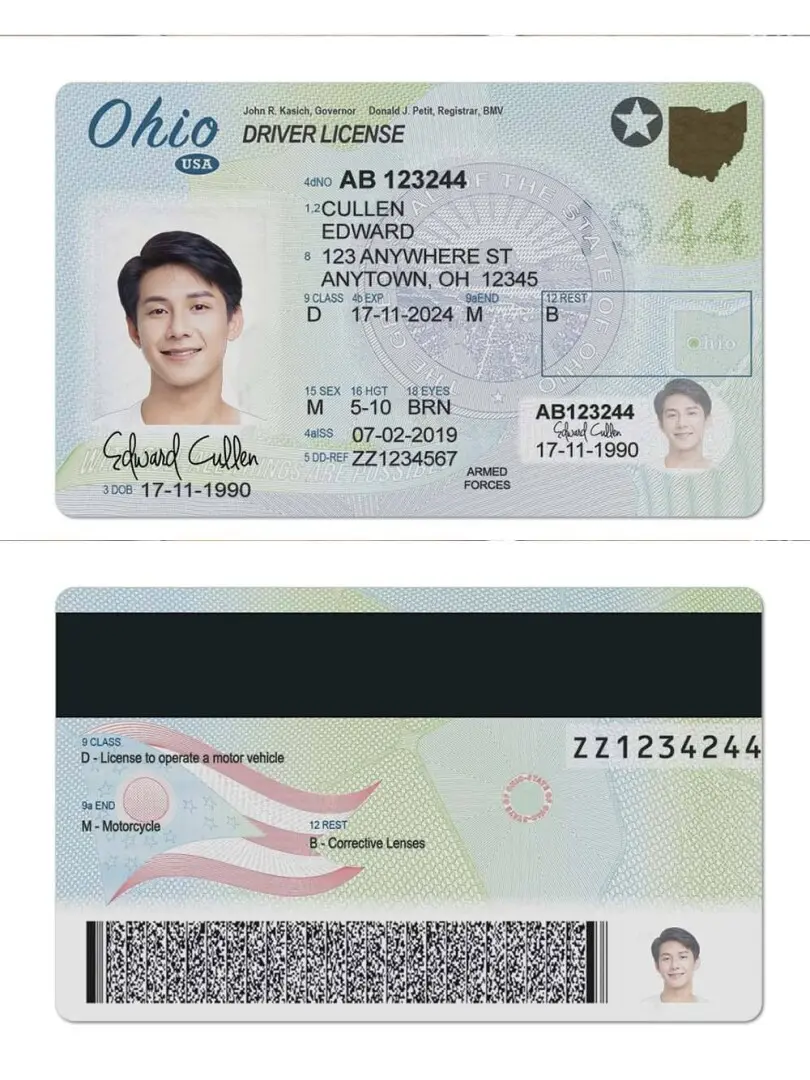 Ohio
USA
John R. Kasich, Governor Donald J. Petit, Registrar, BMV
DRIVER LICENSE
4dNO AB 123244
1,2 CULLEN
EDWARD
8 123 ANYWHERE ST
ANYTOWN, OH 12345
9 CLASS 4b EXP 9aEND 12.REST
D 17-11-2024 M B
15 SEX 16 HGT 18 EYES
M 5-10 BRN
4aISS 07-02-2019
5 DD-REF ZZ1234567
ARMED
FORCES
944
Ohio
AB123244
Edward Cullen
17-11-1990
Edward Cullen
3 DOB 17-11-1990
9 CLASS
D - License to operate a motor vehicle
ZZ1234244
9a END
M - Motorcycle
12 REST
B - Corrective Lenses